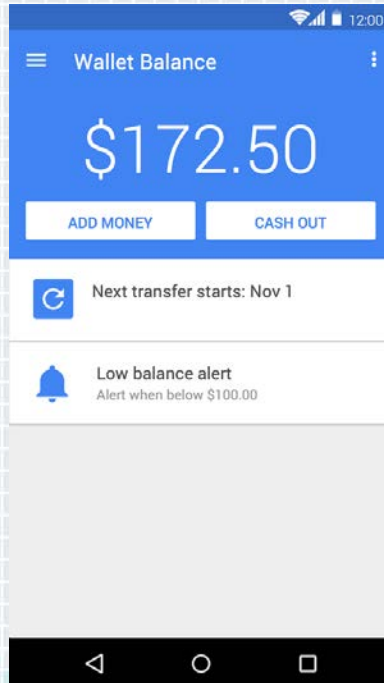 12:00
Wallet Balance
$172.50
ADD MONEY
CASH OUT
Next transfer starts: Nov 1
Low balance alert
Alert when below $100.00